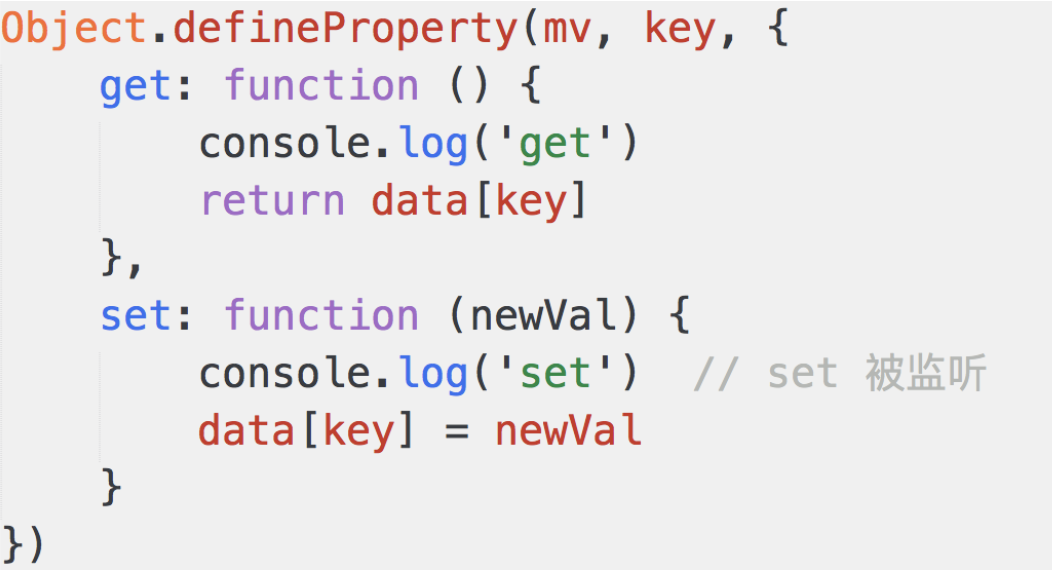 Object.defineProperty(mv, key, {
    get: function () {
        console.log('get')
        return data[key]
    },
    set: function (newVal) {
        console.log('set')  // set 被监听
        data[key] = newVal
    }
})